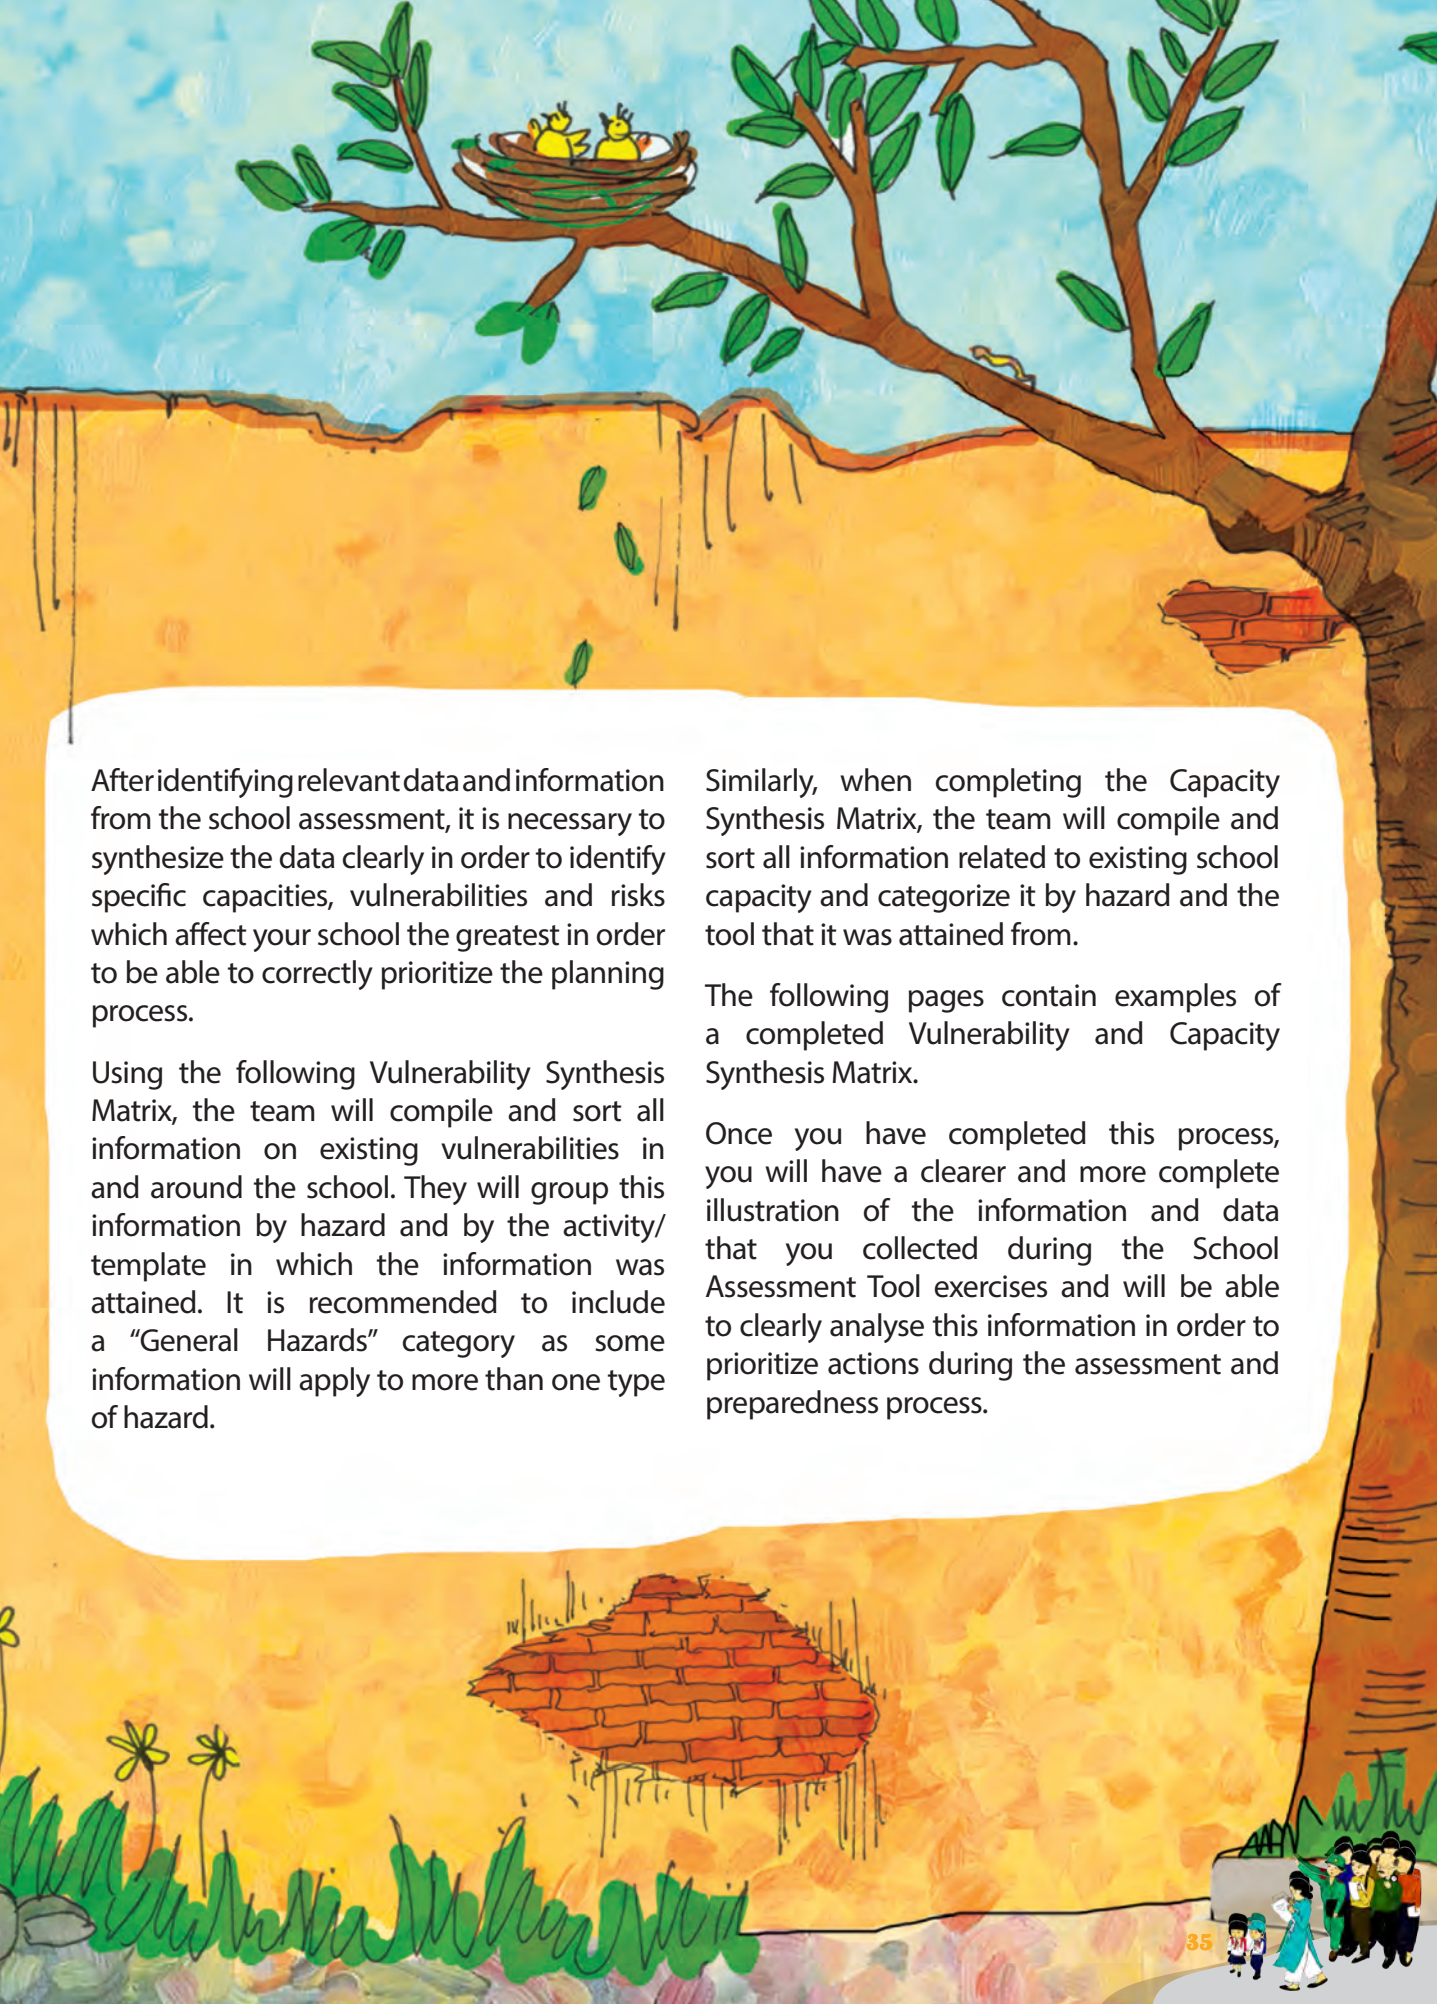 After identifying relevant data and information
from the school assessment, it is necessary to
synthesize the data clearly in order to identify
specific capacities, vulnerabilities and risks
which affect your school the greatest in order
to be able to correctly prioritize the planning
process.
Using the following Vulnerability Synthesis
Matrix, the team will compile and sort all
information on existing vulnerabilities in
and around the school. They will group this
information by hazard and by the activity/
template in which the information was
attained. It is recommended to include
a “General Hazards” category as some
information will apply to more than one type
of hazard.
Similarly, when completing the Capacity
Synthesis Matrix, the team will compile and
sort all information related to existing school
capacity and categorize it by hazard and the
tool that it was attained from.
The following pages contain examples of
a completed Vulnerability and Capacity
Synthesis Matrix.
Once you have completed this process,
you will have a clearer and more complete
illustration of the information and data
that you collected during the School
Assessment Tool exercises and will be able
to clearly analyse this information in order to
prioritize actions during the assessment and
preparedness process.
35